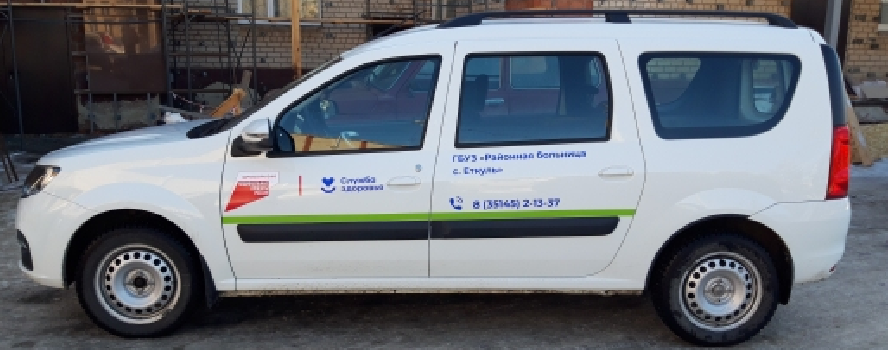 Служба
здоровья
ГБУЗ «Районная больница
с. Еткуль»
8 (35145) 2-13-37